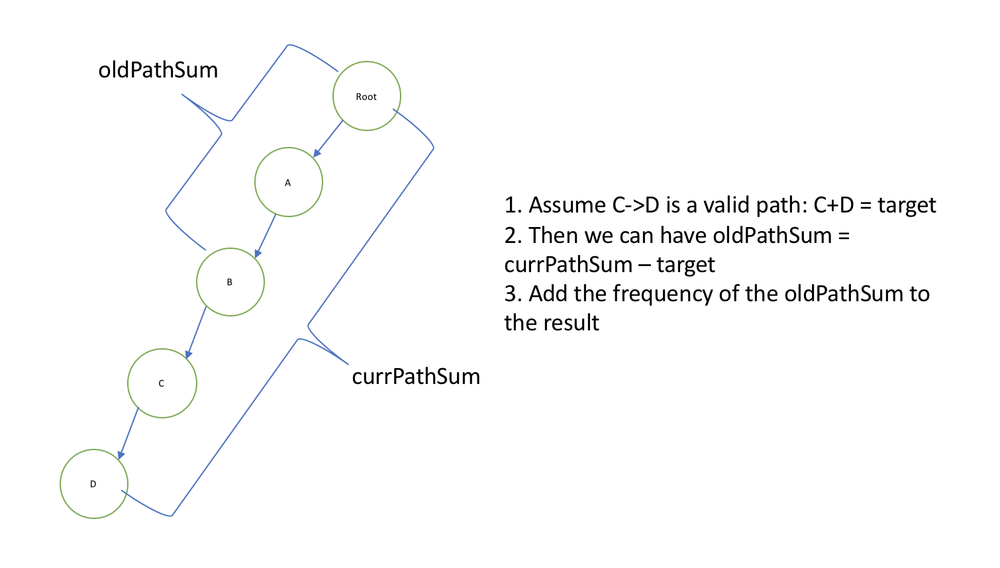 oldPathSum
Root
A
B
C
D
currPathSum
1. Assume C->D is a valid path: C+D = target
2. Then we can have oldPathSum =
currPathSum – target
3. Add the frequency of the oldPathSum to
the result